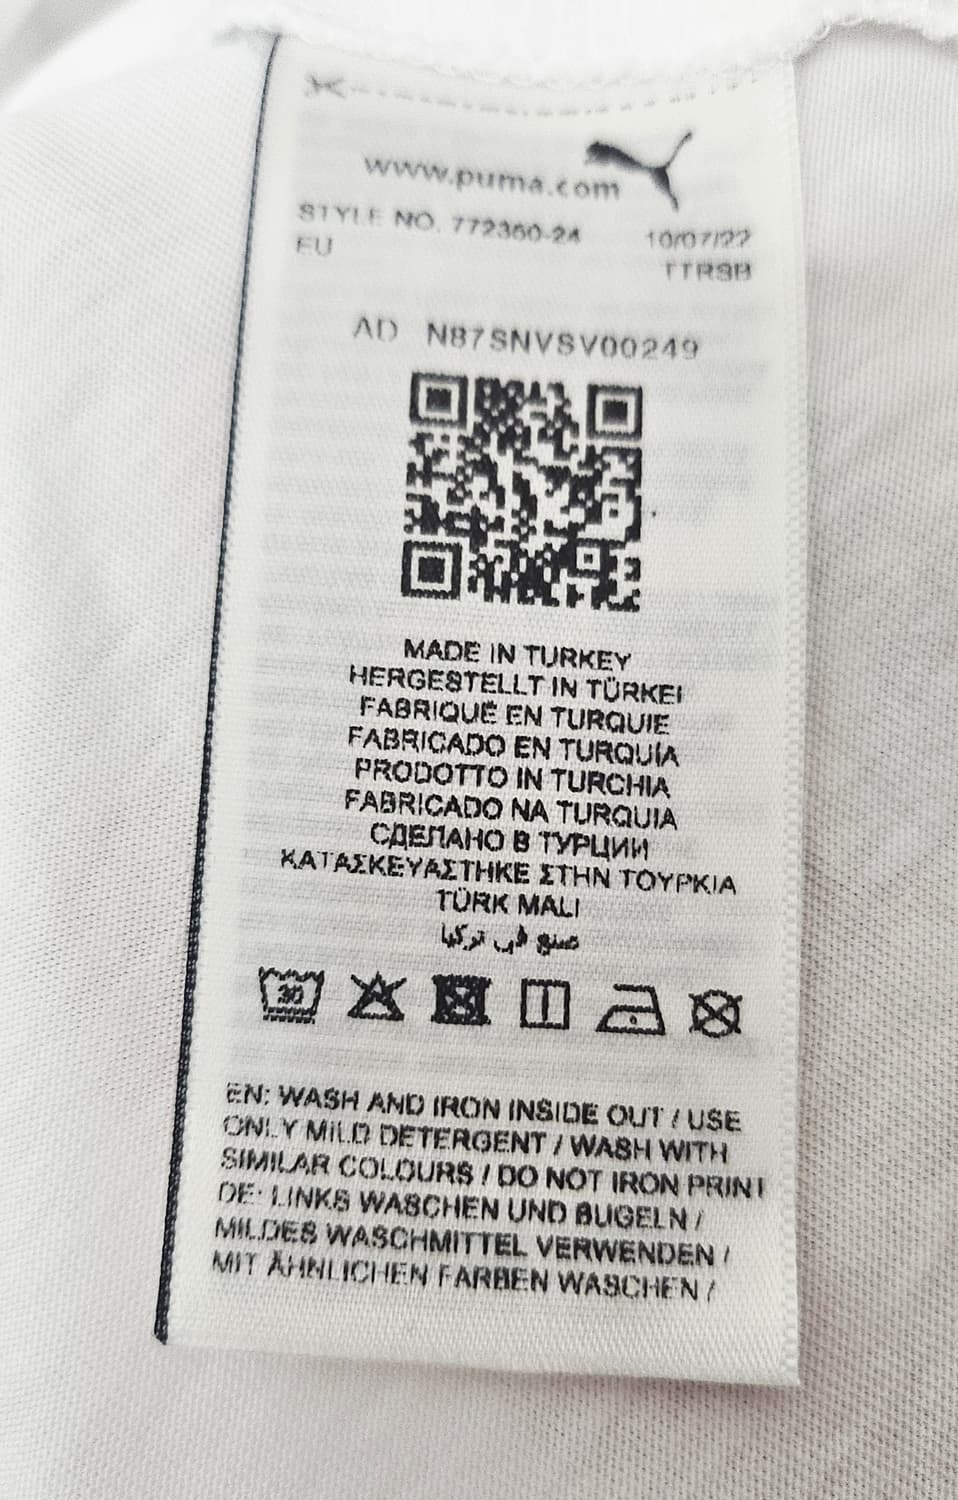 www.puma.com
STYLE NO. 772360-24 10/07/22
EU TTRSB
AD N87SNVSV00249
MADE IN TURKEY
HERGESTELLT IN TÜRKEI
FABRIQUÉ EN TURQUIE
FABRICADO EN TURQUÍA
PRODOTTO IN TURCHIA
FABRICADO NA TURQUIA
СДЕЛАНО В ТУРЦИИ
ΚΑΤΑΣΚΕΥΑΣΤΗΚΕ ΣΤΗΝ ΤΟΥΡΚΙΑ
TÜRK MALI
صنع في تركيا
30
EN: WASH AND IRON INSIDE OUT / USE
ONLY MILD DETERGENT / WASH WITH
SIMILAR COLOURS / DO NOT IRON PRINT
DE: LINKS WASCHEN UND BÜGELN /
MILDES WASCHMITTEL VERWENDEN /
MIT ÄHNLICHEN FARBEN WASCHEN /